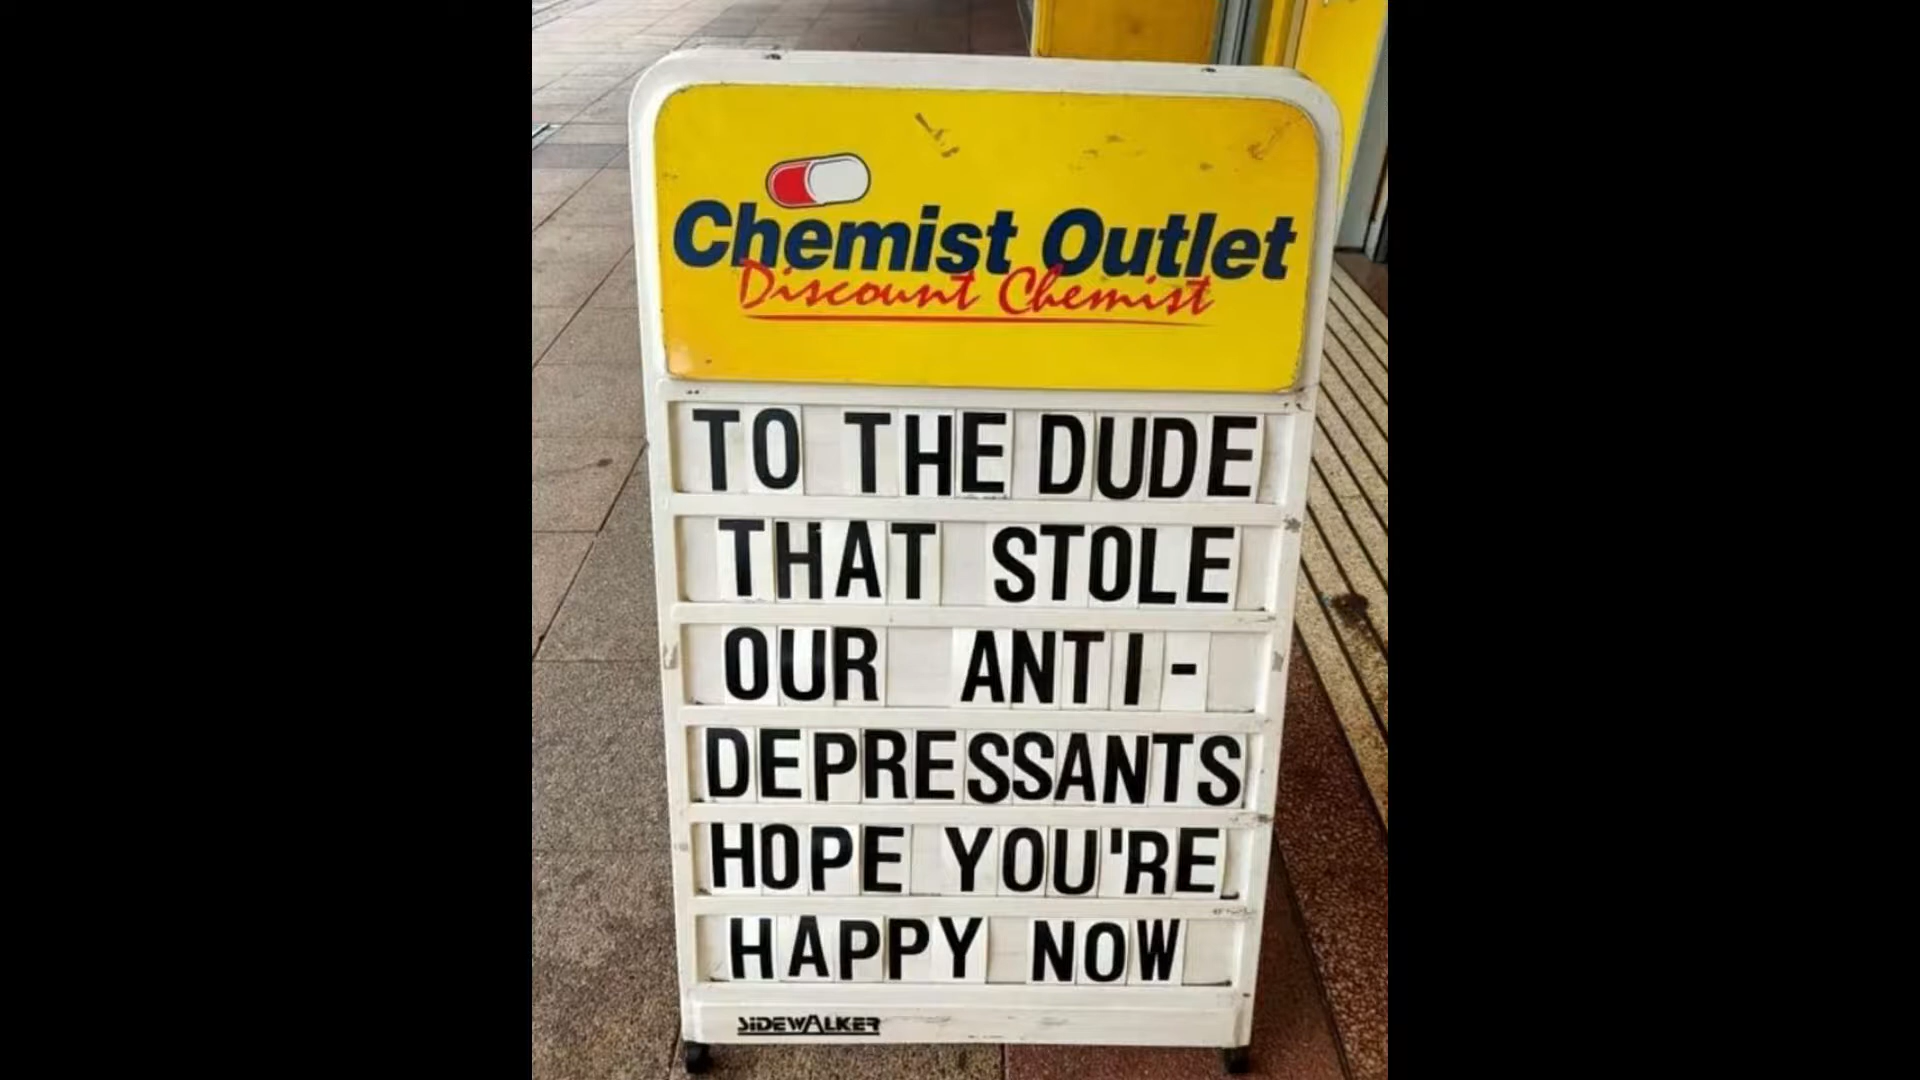 Chemist Outlet
Discount Chemist
TO THE DUDE
THAT STOLE
OUR ANTI-
DEPRESSANTS
HOPE YOU'RE
HAPPY NOW
SIDEWALKER